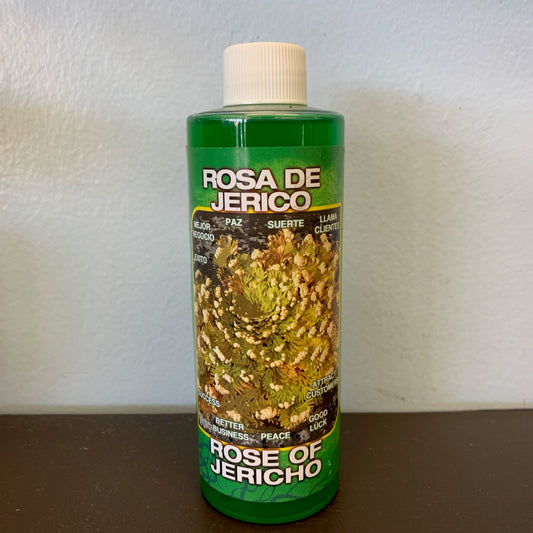 ROSA DE
JERICO
MEJOR
NEGOCIO
PAZ
SUERTE
LLAMA
CLIENTES
EXITO
SUCCESS
BETTER
BUSINESS
PEACE
GOOD
LUCK
ATTRACT
CUSTOMERS
ROSE OF
JERICHO